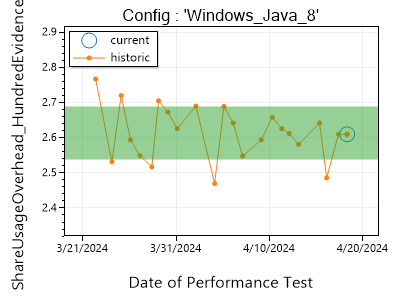 Config : 'Windows_Java_8'
ShareUsageOverhead_HundredEvidence
current
historic
2.9
2.8
2.7
2.6
2.5
2.4
3/21/2024
3/31/2024
4/10/2024
4/20/2024
Date of Performance Test